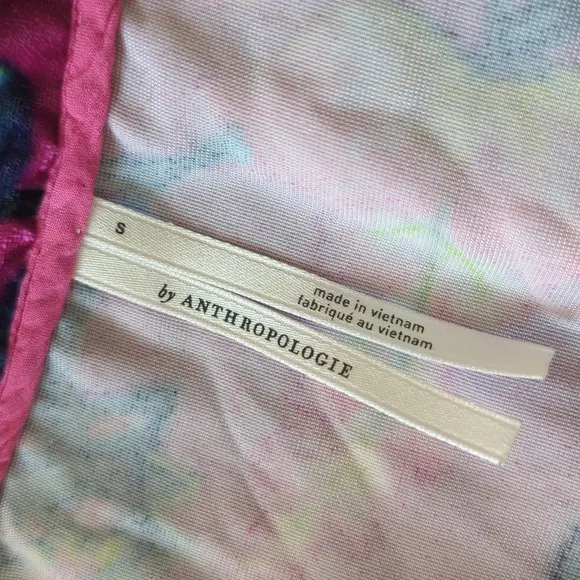 S
made in vietnam
fabriqué au vietnam
by ANTHROPOLOGIE